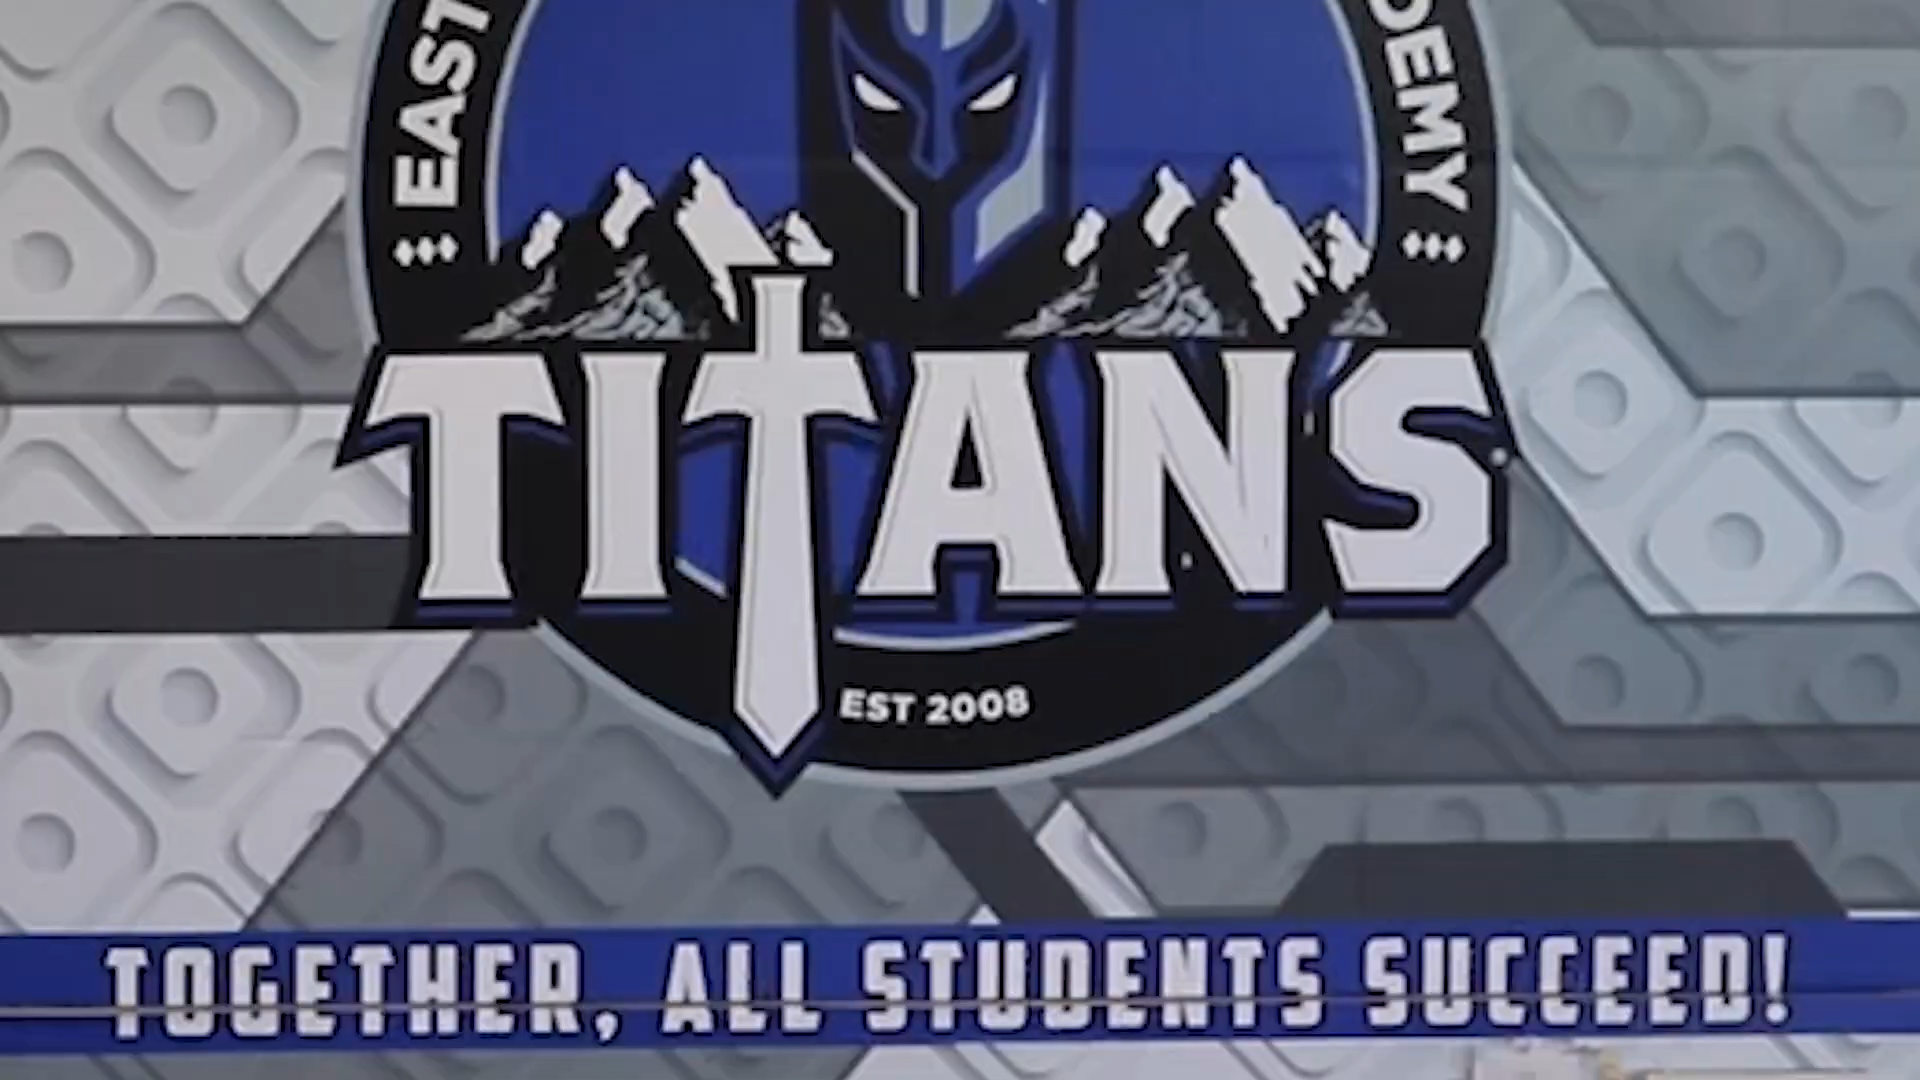 EAST
DEMY
TITANS
EST 2008
TOGETHER, ALL STUDENTS SUCCEED!